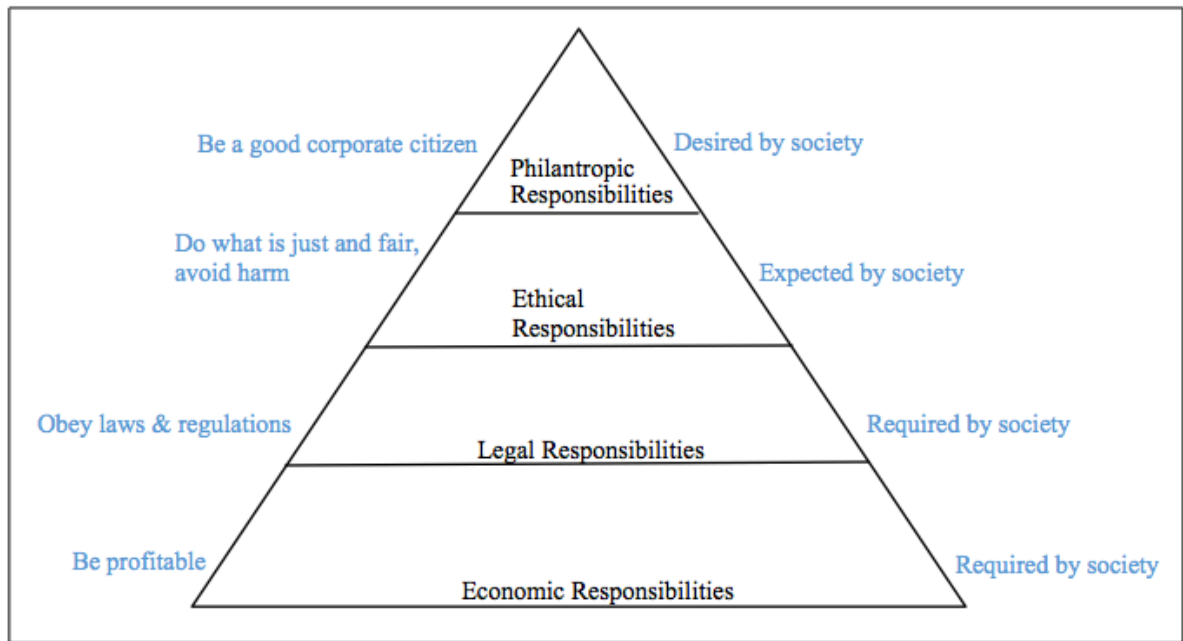 Be a good corporate citizen
Desired by society
Philantropic
Responsibilities
Do what is just and fair,
avoid harm
Expected by society
Ethical
Responsibilities
Obey laws & regulations
Required by society
Legal Responsibilities
Be profitable
Required by society
Economic Responsibilities